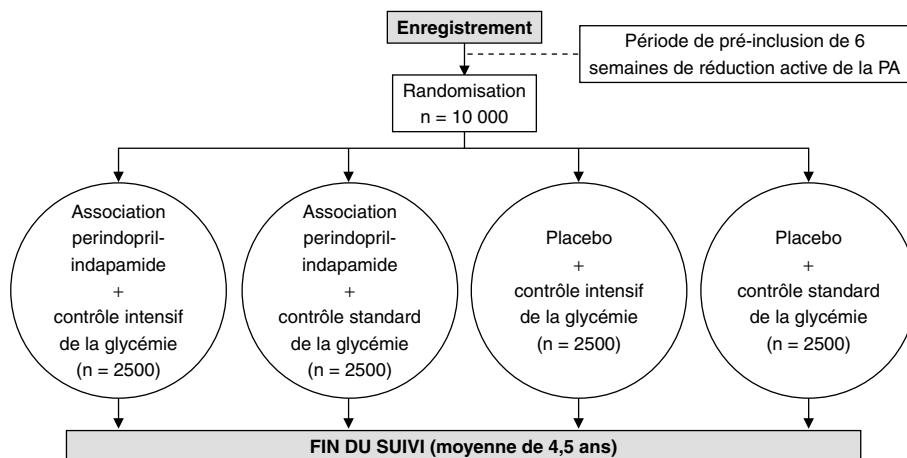 Enregistrement
Période de pré-inclusion de 6
semaines de réduction active de la PA
Randomisation
n = 10 000
Association
perindopril-
indapamide
+
contrôle intensif
de la glycémie
(n = 2500)
Association
perindopril-
indapamide
+
contrôle standard
de la glycémie
(n = 2500)
Placebo
+
contrôle intensif
de la glycémie
(n = 2500)
Placebo
+
contrôle standard
de la glycémie
(n = 2500)
FIN DU SUIVI (moyenne de 4,5 ans)